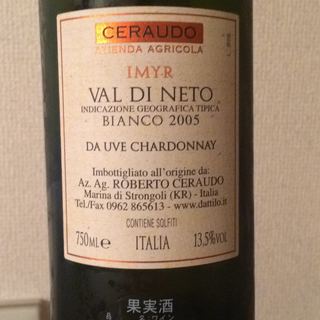 CERAUDO
AZIENDA AGRICOLA
IMYR
VAL DI NETO
INDICAZIONE GEOGRAFICA TIPICA
BIANCO 2005
DA UVE CHARDONNAY
Imbottigliato all'origine da:
Az. Ag. ROBERTO CERAUDO
Marina di Strongoli (KR) - Italia
Tel./Fax 0962 865613 - www.dattilo.it
CONTIENE SOLFITI
750ML e ITALIA 13,5%VOL
果実酒